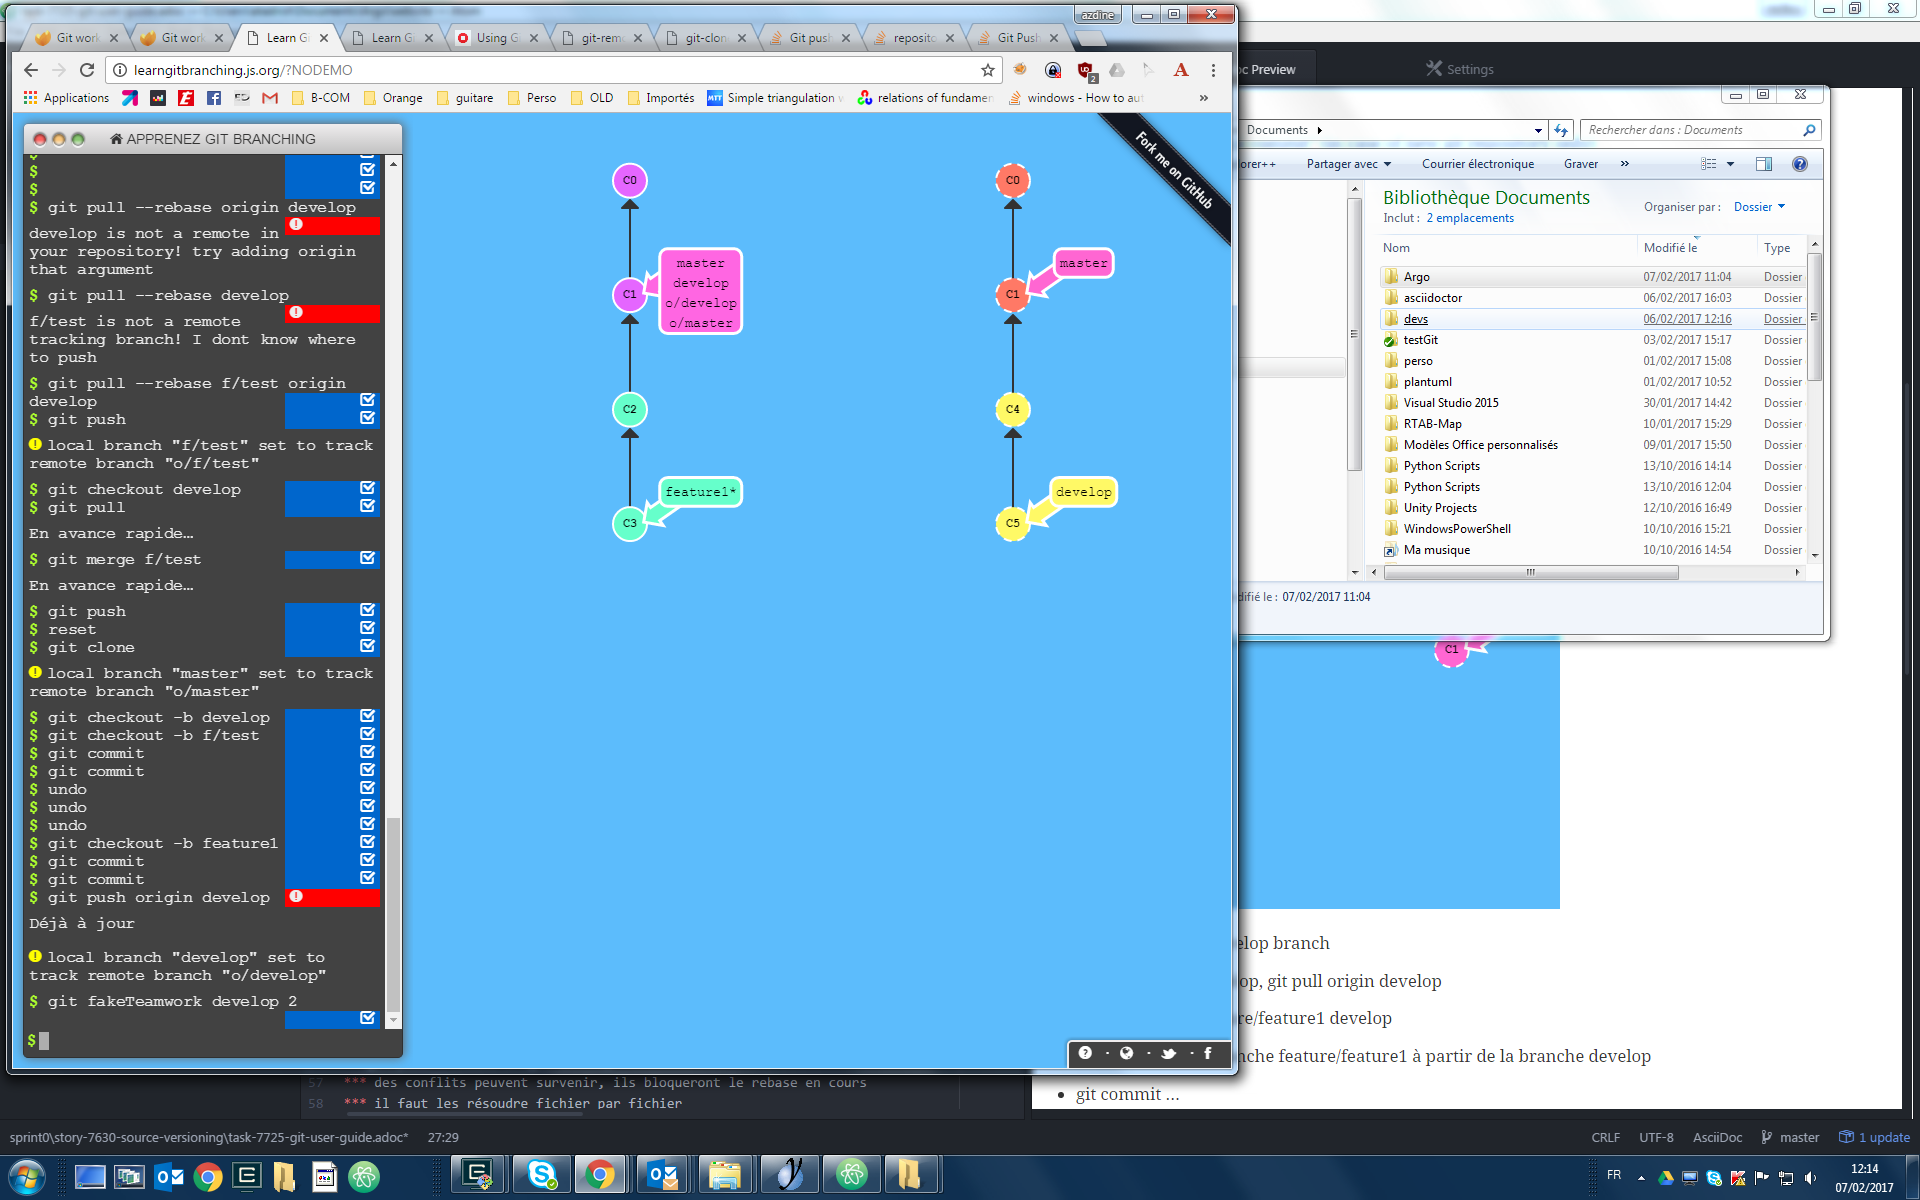 azdine
Git work
Git work
Learn Gi
Learn Gi
Using G
git-rem
git-clon
Git push
reposito
Git Push
learngitbranching.js.org/?NODEMO
Applications
B-COM
Orange
guitare
Perso
OLD
Importés
Simple triangulation
relations of fundamen
windows - How to aut
»
APPRENEZ GIT BRANCHING
$
$
$ git pull --rebase origin develop
develop is not a remote in
your repository! try adding origin
that argument
$ git pull --rebase develop
f/test is not a remote
tracking branch! I dont know where
to push
$ git pull --rebase f/test origin
develop
$ git push
local branch "f/test" set to track
remote branch "o/f/test"
$ git checkout develop
$ git pull
En avance rapide…
$ git merge f/test
En avance rapide…
$ git push
$ reset
$ git clone
local branch "master" set to track
remote branch "o/master"
$ git checkout -b develop
$ git checkout -b f/test
$ git commit
$ git commit
$ undo
$ undo
$ undo
$ git checkout -b feature1
$ git commit
$ git commit
$ git push origin develop
Déjà à jour
local branch "develop" set to
track remote branch "o/develop"
$ git fakeTeamwork develop 2
$
C0
C1
master
develop
o/develop
o/master
C2
C3
feature1*
C0
C1
master
C4
C5
develop
Fork me on GitHub
oc Preview
Settings
Documents
Rechercher dans : Documents
orer++
Partager avec
Courrier électronique
Graver
»
Bibliothèque Documents
Inclut : 2 emplacements
Organiser par :
Dossier
Nom
Modifié le
Type
Argo 07/02/2017 11:04 Dossier
asciidoctor 06/02/2017 16:03 Dossier
devs 06/02/2017 12:16 Dossier
testGit 03/02/2017 15:17 Dossier
perso 01/02/2017 15:08 Dossier
plantuml 01/02/2017 10:52 Dossier
Visual Studio 2015 30/01/2017 14:42 Dossier
RTAB-Map 10/01/2017 15:29 Dossier
Modèles Office personnalisés 09/01/2017 15:50 Dossier
Python Scripts 13/10/2016 14:14 Dossier
Python Scripts 13/10/2016 12:04 Dossier
Unity Projects 12/10/2016 16:49 Dossier
WindowsPowerShell 10/10/2016 15:21 Dossier
Ma musique 10/10/2016 14:54 Dossier
difié le : 07/02/2017 11:04
C1
elop branch
op, git pull origin develop
re/feature1 develop
nche feature/feature1 à partir de la branche develop
• git commit …
57 *** des conflits peuvent survenir, ils bloqueront le rebase en cours
58 *** il faut les résoudre fichier par fichier
sprint0\story-7630-source-versioning\task-7725-git-user-guide.adoc* 27:29
CRLF
UTF-8
AsciiDoc
master
1 update
FR
12:14
07/02/2017